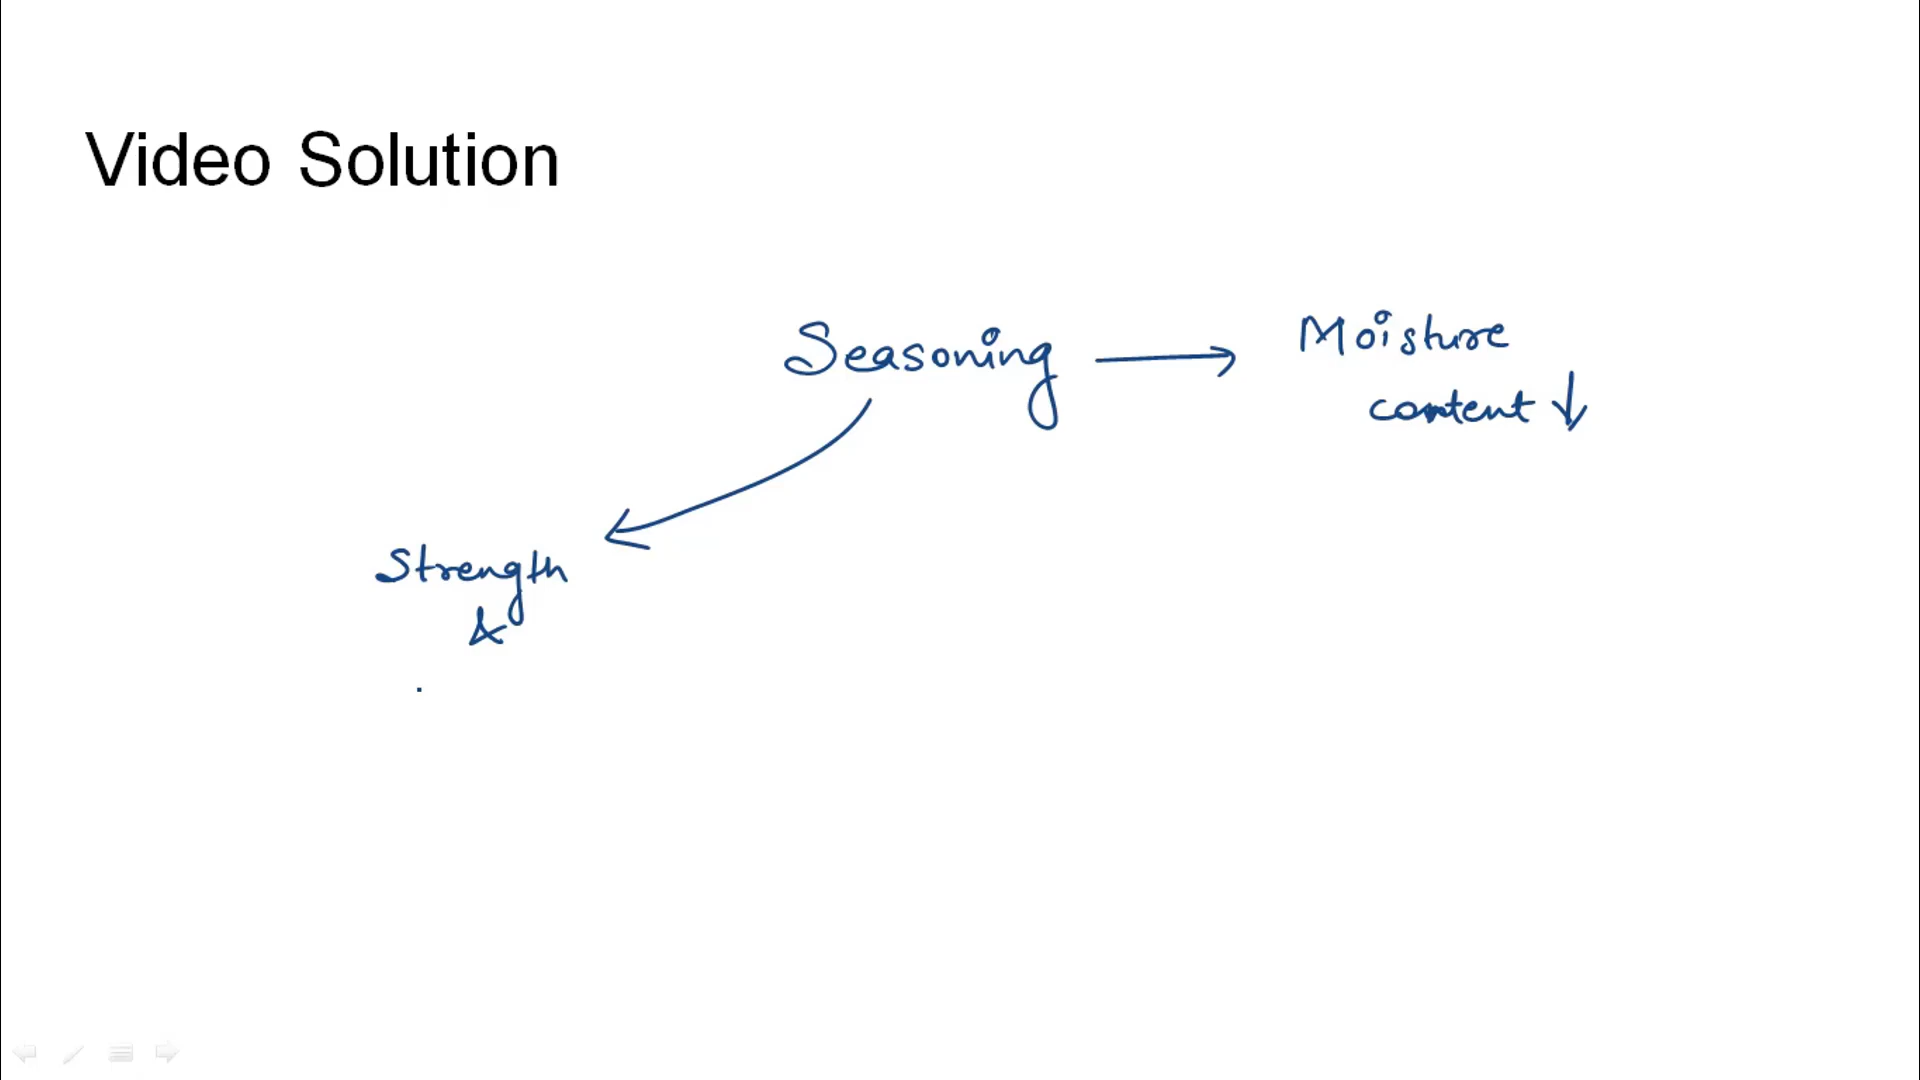 Video Solution
Seasoning → Moisture
content ↓
Strength
&